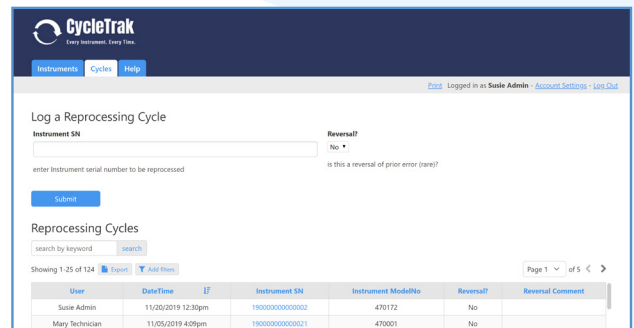 CycleTrak
Every Instrument. Every Time.
Instruments Cycles Help
Print Logged in as Susie Admin - Account Settings - Log Out
Log a Reprocessing Cycle
Instrument SN Reversal?
No
enter Instrument serial number to be reprocessed is this a reversal of prior error (rare)?
Submit
Reprocessing Cycles
search by keyword search
Showing 1-25 of 124 Export Add filters Page 1 of 5
User DateTime Instrument SN Instrument ModelNo Reversal? Reversal Comment
Susie Admin 11/20/2019 12:30pm 190000000000002 470172 No
Mary Technician 11/05/2019 4:09pm 190000000000021 470001 No